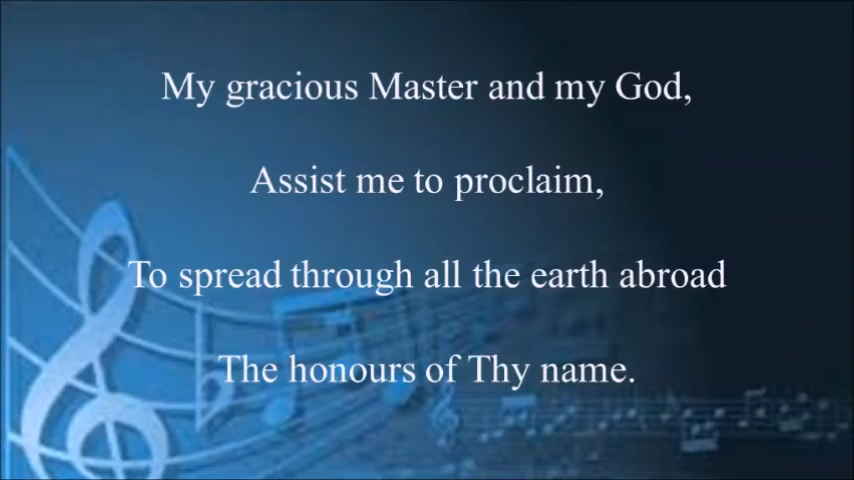 My gracious Master and my God,
Assist me to proclaim,
To spread through all the earth abroad
The honours of Thy name.